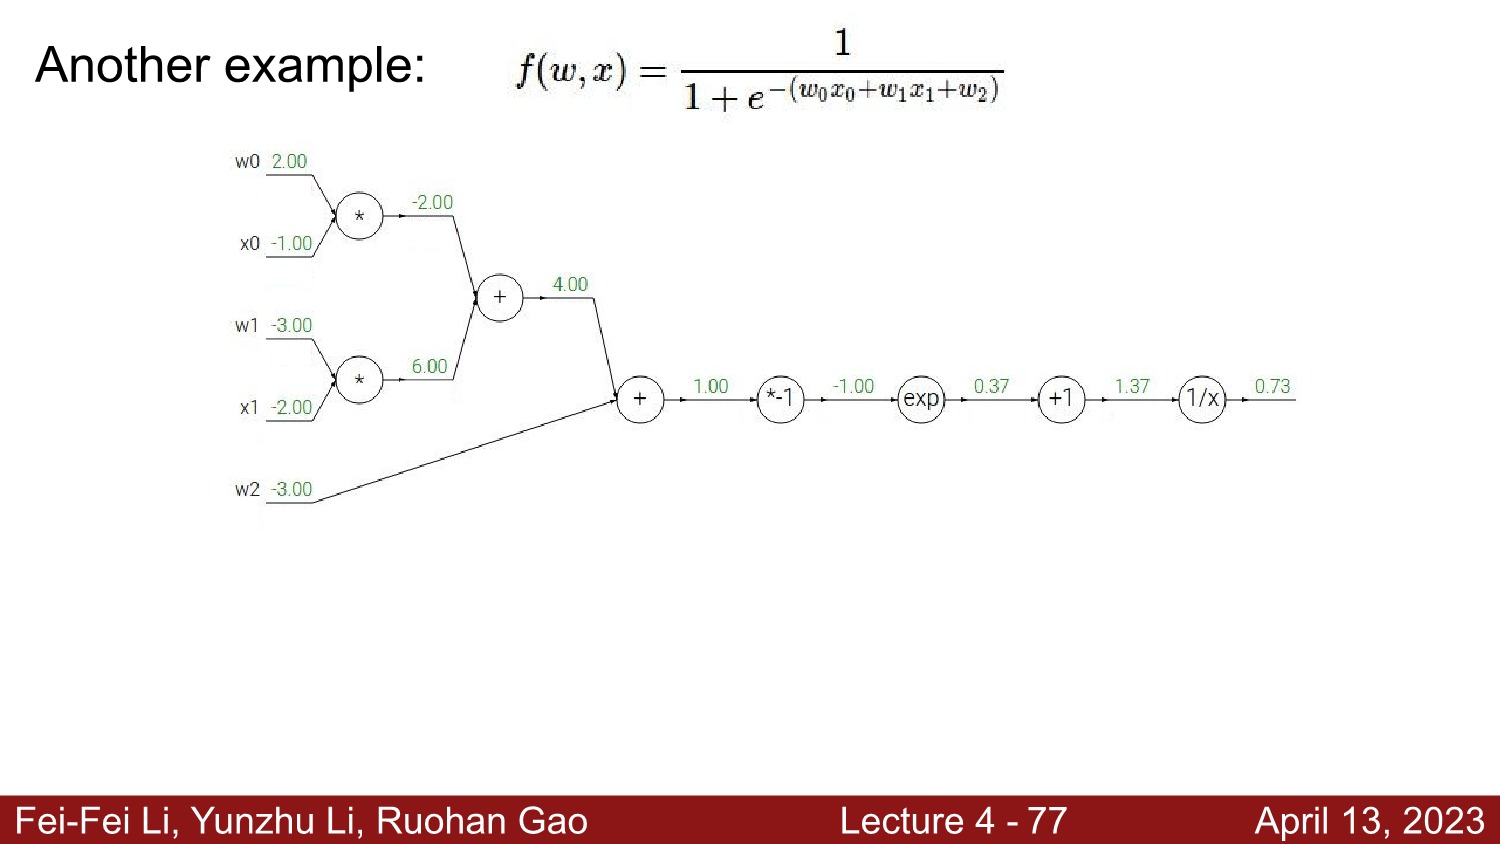 Another example:
f(w, x) = 1 / (1 + e^{-(w_0x_0+w_1x_1+w_2)})
w0 2.00
* -2.00
x0 -1.00
+ 4.00
w1 -3.00
* 6.00
x1 -2.00
+ 1.00 *-1 -1.00 exp 0.37 +1 1.37 1/x 0.73
w2 -3.00
Fei-Fei Li, Yunzhu Li, Ruohan Gao Lecture 4 - 77 April 13, 2023